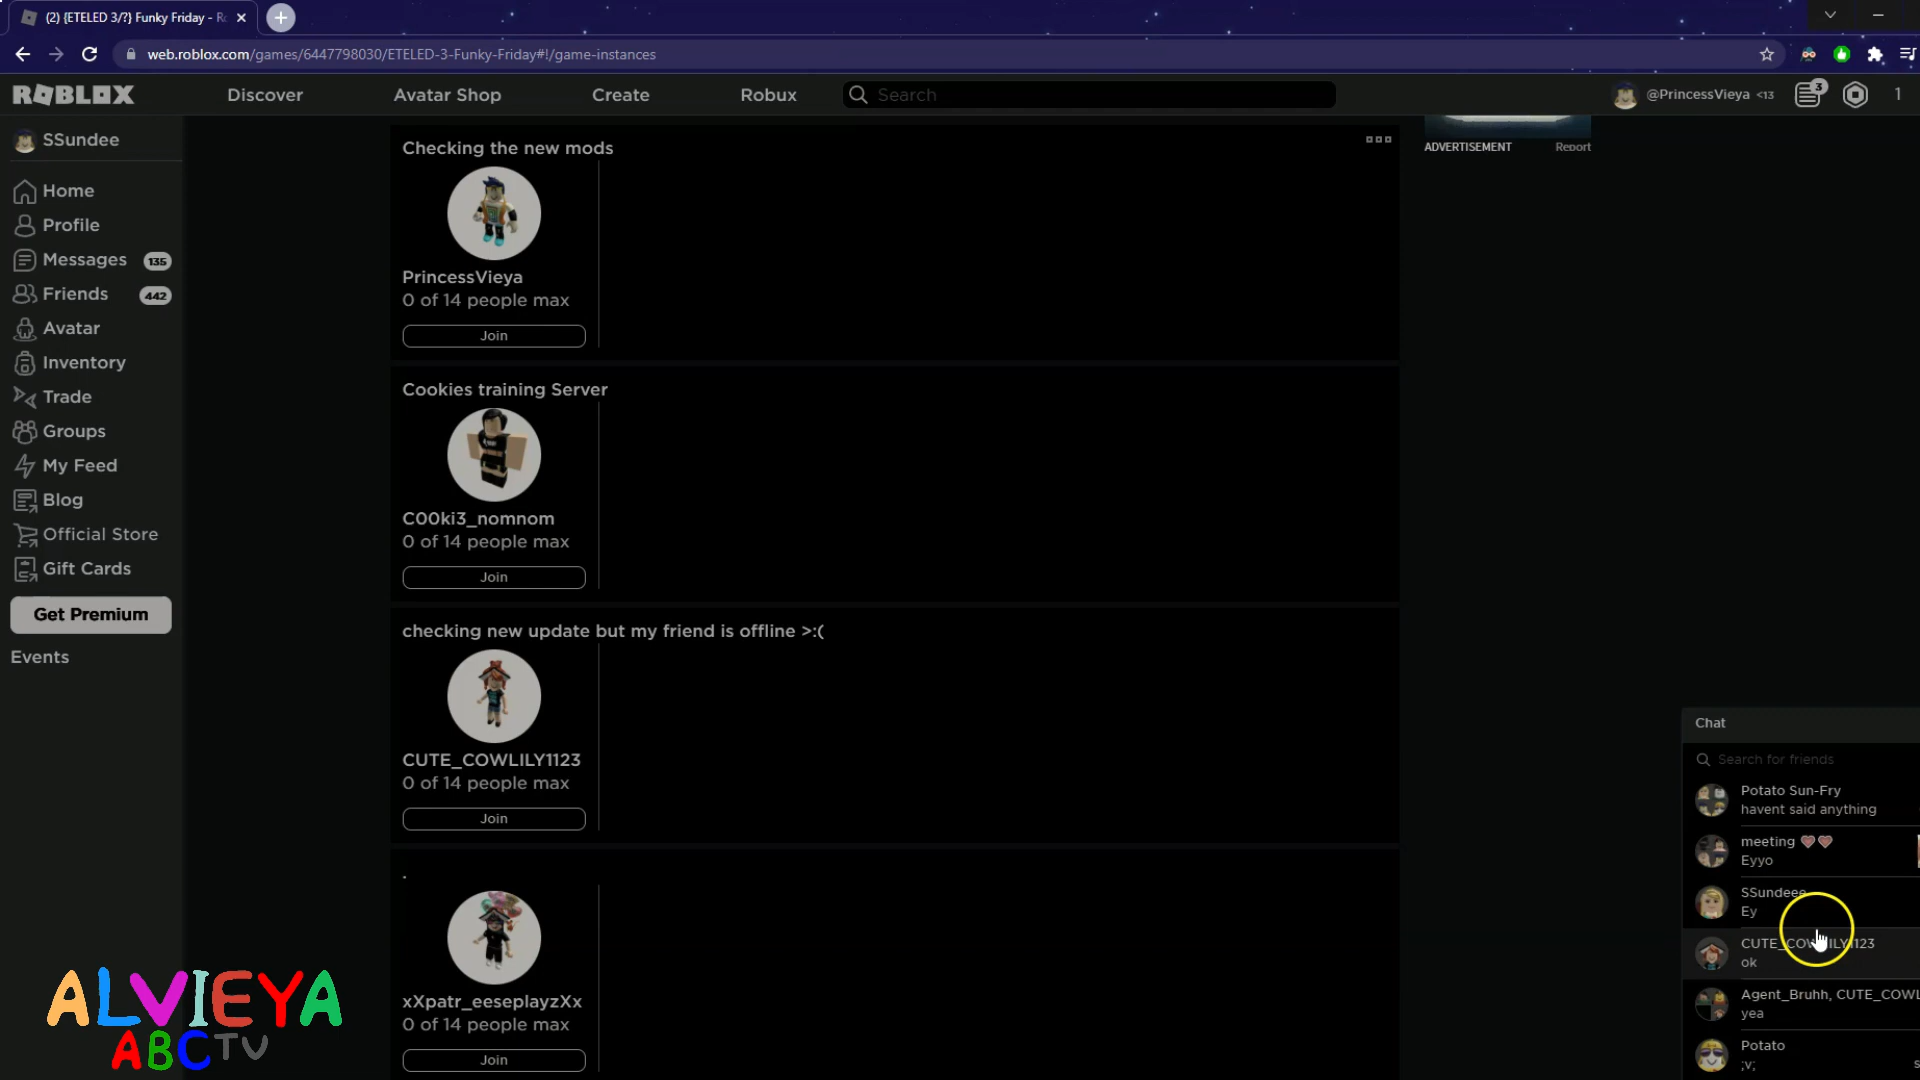 (2) {ETELED 3/?} Funky Friday - Ro
web.roblox.com/games/6447798030/ETELED-3-Funky-Friday#!/game-instances
ROBLOX
Discover
Avatar Shop
Create
Robux
Search
@PrincessVieya <13
3
1
SSundee
Home
Profile
Messages 135
Friends 442
Avatar
Inventory
Trade
Groups
My Feed
Blog
Official Store
Gift Cards
Get Premium
Events
Checking the new mods
PrincessVieya
0 of 14 people max
Join
Cookies training Server
C00ki3_nomnom
0 of 14 people max
Join
checking new update but my friend is offline >:(
CUTE_COWLILY1123
0 of 14 people max
Join
.
xXpatr_eeseplayzXx
0 of 14 people max
Join
ADVERTISEMENT
Report
Chat
Search for friends
Potato Sun-Fry
havent said anything
meeting 🤎🤎
Eyyo
SSundeee
Ey
CUTE_COWLILY1123
ok
Agent_Bruhh, CUTE_COWL
yea
Potato
;v;
ALVIEYA
ABCTV